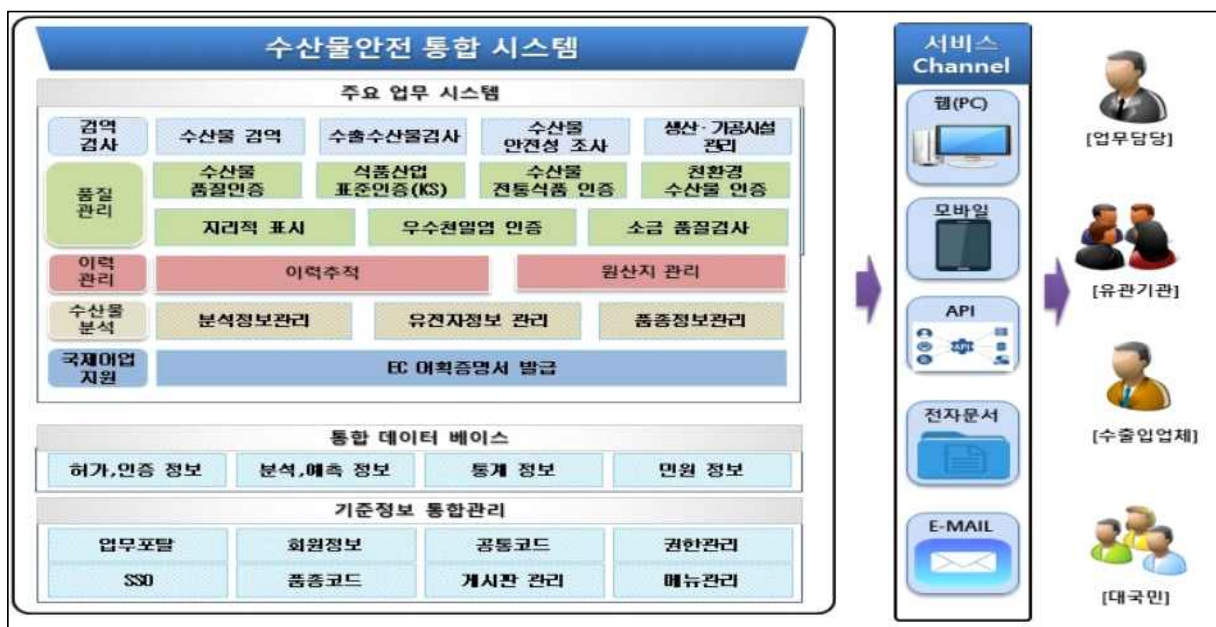 수산물안전 통합 시스템
주요 업무 시스템
검역
검사
수산물 검역
수출수산물검사
수산물
안전성 조사
생산·가공시설
관리
품질
관리
수산물
품질인증
식품산업
표준인증(KS)
수산물
전통식품 인증
친환경
수산물 인증
지리적 표시
우수천일염 인증
소금 품질검사
이력
관리
이력추적
원산지 관리
수산물
분석
분석정보관리
유전자정보 관리
품종정보관리
국제어업
지원
EC 어획증명서 발급
통합 데이터 베이스
허가,인증 정보
분석,예측 정보
통계 정보
민원 정보
기준정보 통합관리
업무포탈
회원정보
공통코드
권한관리
SSO
품종코드
게시판 관리
메뉴관리
서비스
Channel
웹(PC)
모바일
API
API
전자문서
E-MAIL
[업무담당]
[유관기관]
[수출입업체]
[대국민]